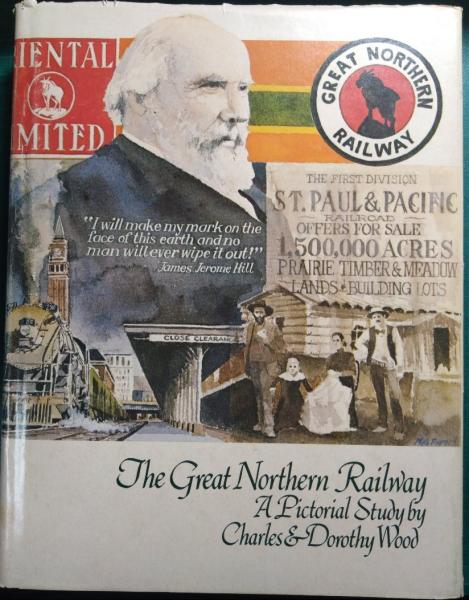 IENTAL
MITED
GREAT NORTHERN
RAILWAY
THE FIRST DIVISION
ST. PAUL & PACIFIC
RAILROAD
OFFERS FOR SALE
1,500,000 ACRES
PRAIRIE TIMBER & MEADOW
LANDS • BUILDING LOTS
"I will make my mark on the
face of this earth and no
man will ever wipe it out!"
James Jerome Hill
CLOSE CLEARANC
The Great Northern Railway
A Pictorial Study by
Charles & Dorothy Wood